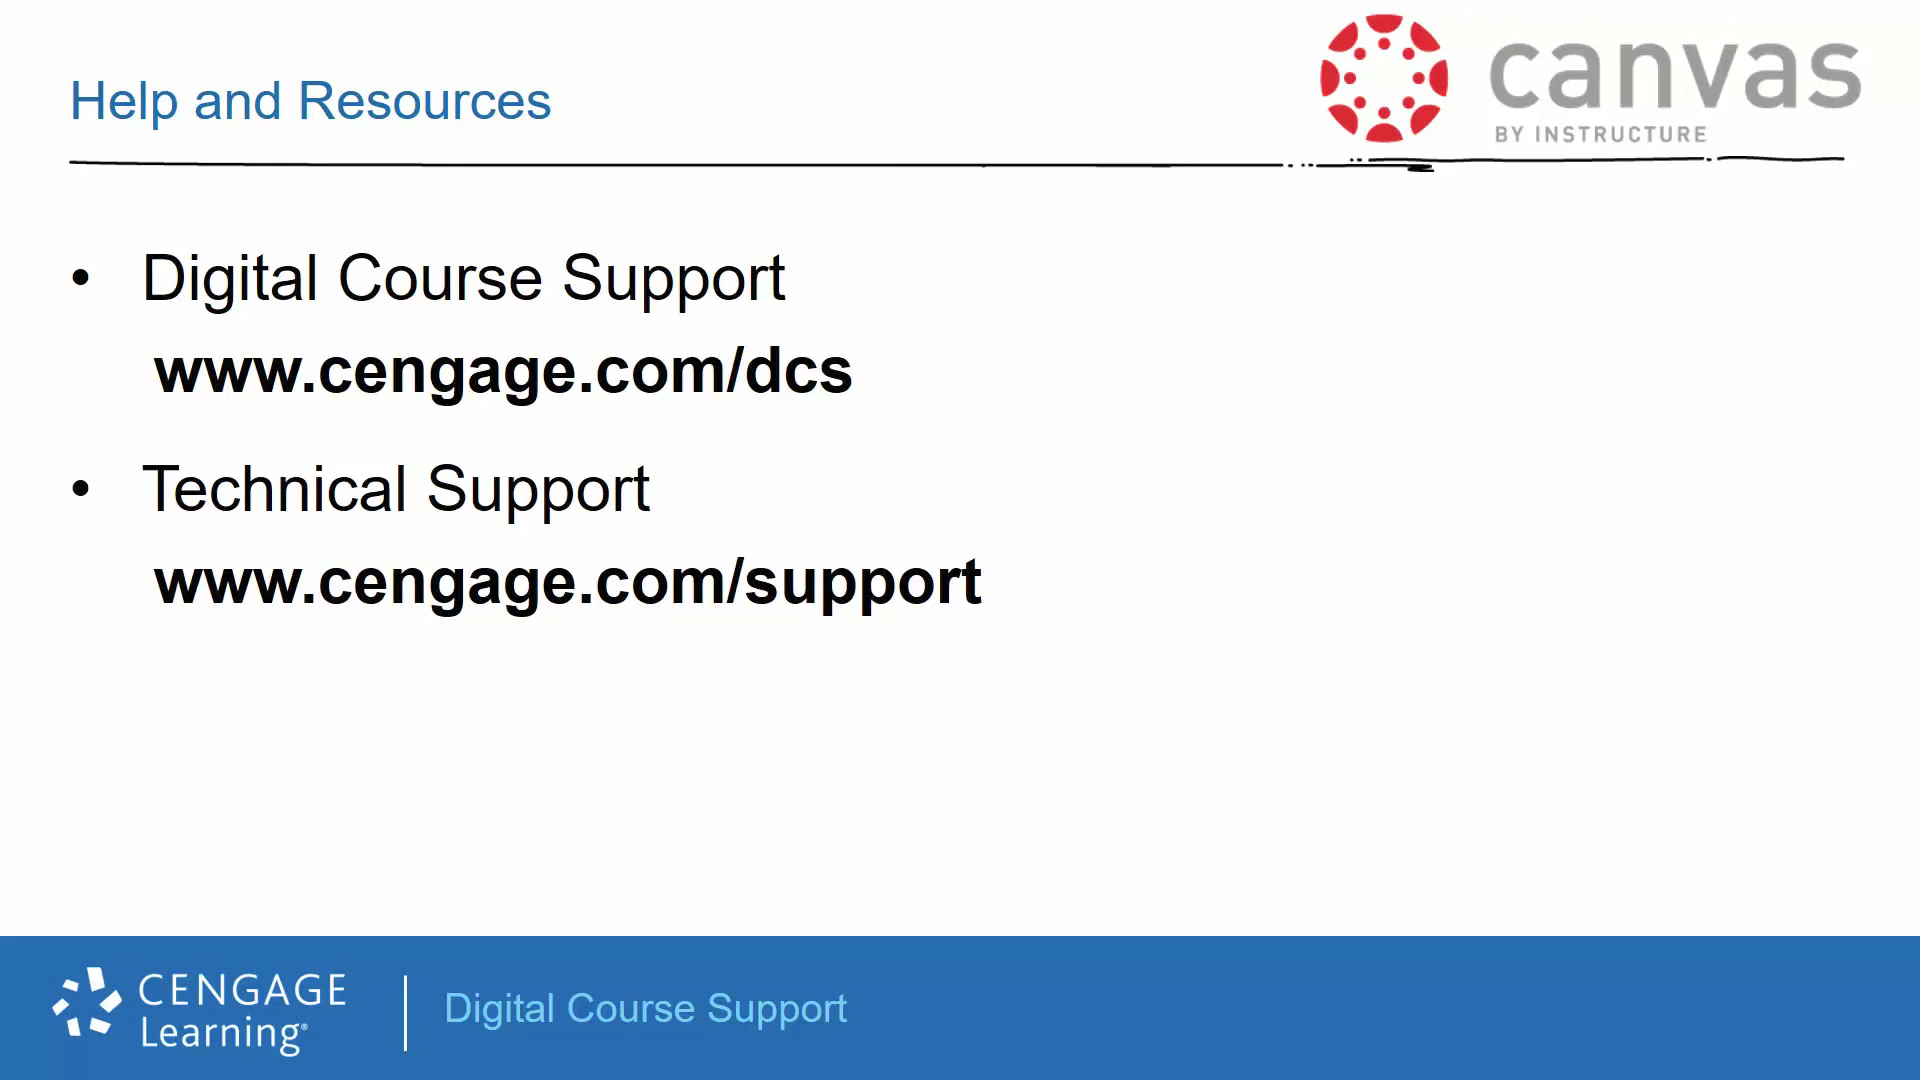 Help and Resources
canvas
BY INSTRUCTURE
• Digital Course Support
www.cengage.com/dcs
• Technical Support
www.cengage.com/support
CENGAGE
Learning®
Digital Course Support